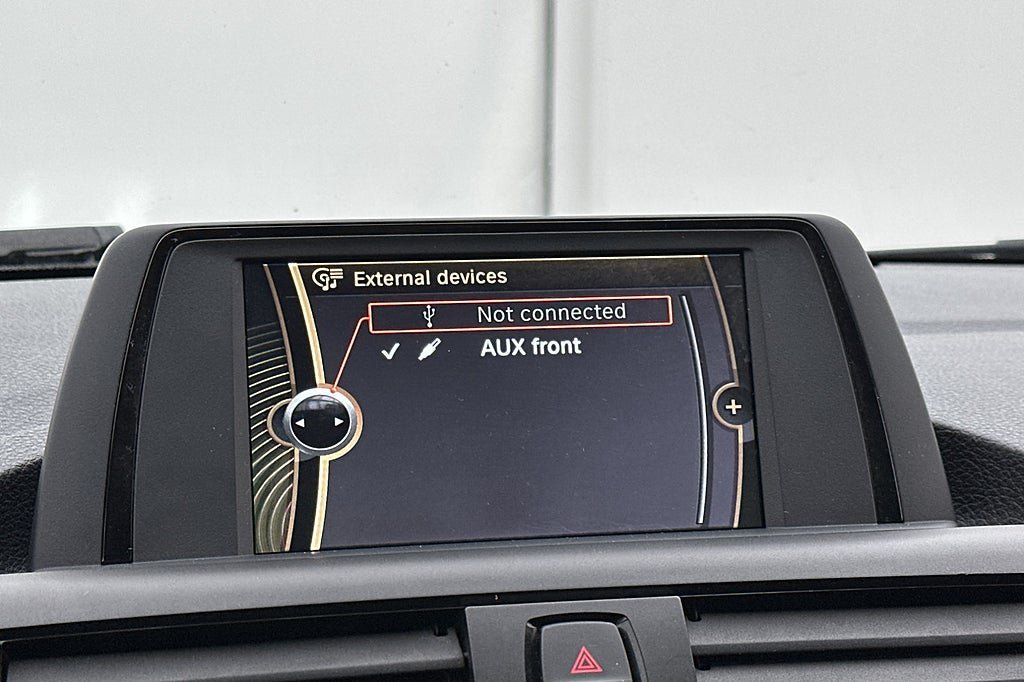 External devices
Not connected
AUX front